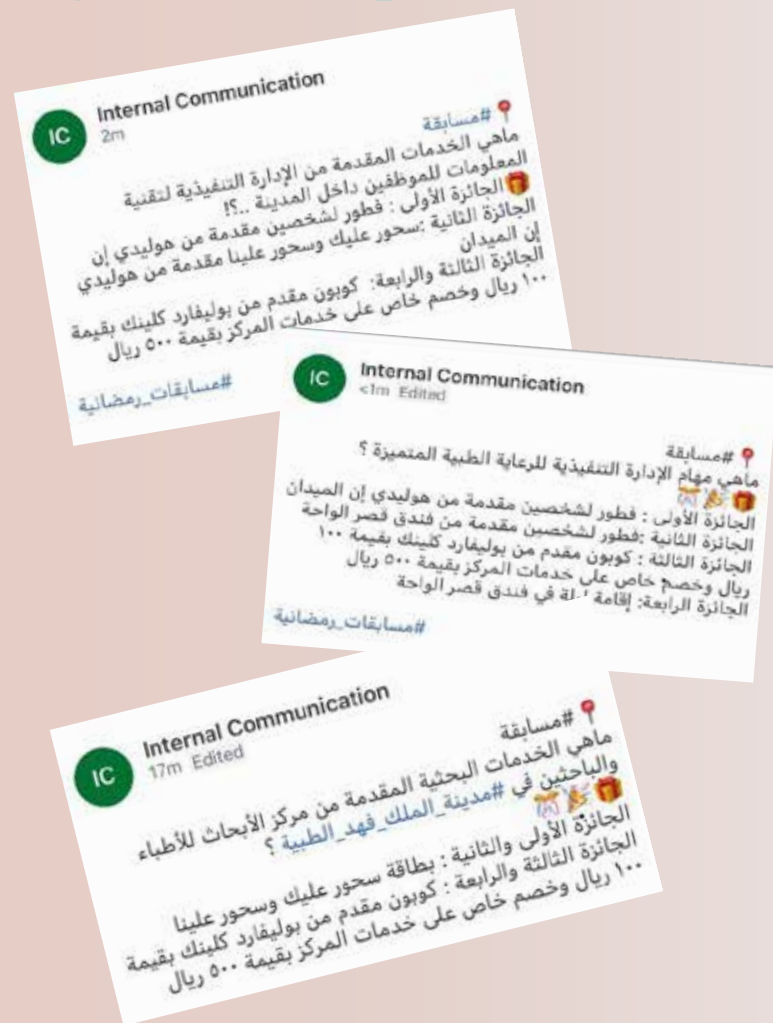 IC
Internal Communication
2m
📍 #مسابقة
ماهي الخدمات المقدمة من الإدارة التنفيذية لتقنية
المعلومات للموظفين داخل المدينة ..؟!
🎁الجائزة الأولى : فطور لشخصين مقدمة من هوليدي إن
الجائزة الثانية :سحور عليك وسحور علينا مقدمة من هوليدي
إن الميدان
الجائزة الثالثة والرابعة: كوبون مقدم من بوليفارد كلينك بقيمة
١٠٠ ريال وخصم خاص على خدمات المركز بقيمة ٥٠٠ ريال
#مسابقات_رمضانية
IC
Internal Communication
<1m Edited
📍 #مسابقة
ماهي مهام الإدارة التنفيذية للرعاية الطبية المتميزة ؟
🎁 🎉 🎊
الجائزة الأولى : فطور لشخصين مقدمة من هوليدي إن الميدان
الجائزة الثانية :فطور لشخصين مقدمة من فندق قصر الواحة
الجائزة الثالثة : كوبون مقدم من بوليفارد كلينك بقيمة ١٠٠
ريال وخصم خاص على خدمات المركز بقيمة ٥٠٠ ريال
الجائزة الرابعة: إقامة ليلة في فندق قصر الواحة
#مسابقات_رمضانية
IC
Internal Communication
17m Edited
📍 #مسابقة
ماهي الخدمات البحثية المقدمة من مركز الأبحاث للأطباء
والباحثين في #مدينة_الملك_فهد_الطبية ؟
🎁 🎉 🎊
الجائزة الأولى والثانية : بطاقة سحور عليك وسحور علينا
الجائزة الثالثة والرابعة : كوبون مقدم من بوليفارد كلينك بقيمة
١٠٠ ريال وخصم خاص على خدمات المركز بقيمة ٥٠٠ ريال